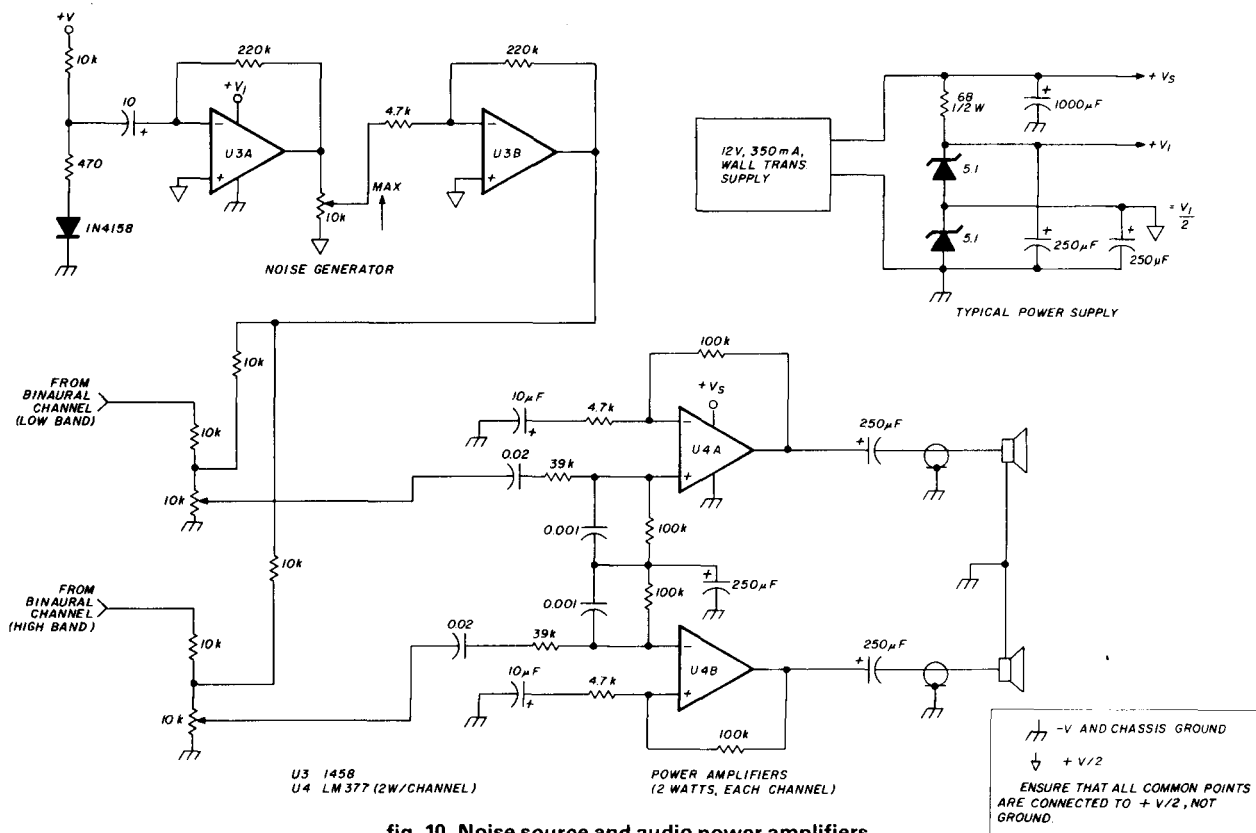 +V
10k
10
+
470
1N4158
220k
+V1
-
U3A
+
10k
MAX
4.7k
220k
-
U3B
+
NOISE GENERATOR
12V, 350mA,
WALL TRANS.
SUPPLY
68
1/2 W
+
1000µF
+VS
+V1
5.1
5.1
= V1/2
+
250µF
+
250µF
TYPICAL POWER SUPPLY
FROM
BINAURAL
CHANNEL
(LOW BAND)
10k
10k
10k
10µF
+
4.7k
100k
+VS
-
U4A
+
0.02
39k
0.001
100k
250µF
+
FROM
BINAURAL
CHANNEL
(HIGH BAND)
10k
10k
10k
0.001
100k
+
250µF
0.02
39k
10µF
+
4.7k
-
U4B
+
100k
250µF
+
U3 1458
U4 LM377 (2W/CHANNEL)
POWER AMPLIFIERS
(2 WATTS, EACH CHANNEL)
-V AND CHASSIS GROUND
+ V/2
ENSURE THAT ALL COMMON POINTS
ARE CONNECTED TO + V/2, NOT
GROUND.
fig. 10. Noise source and audio power amplifiers